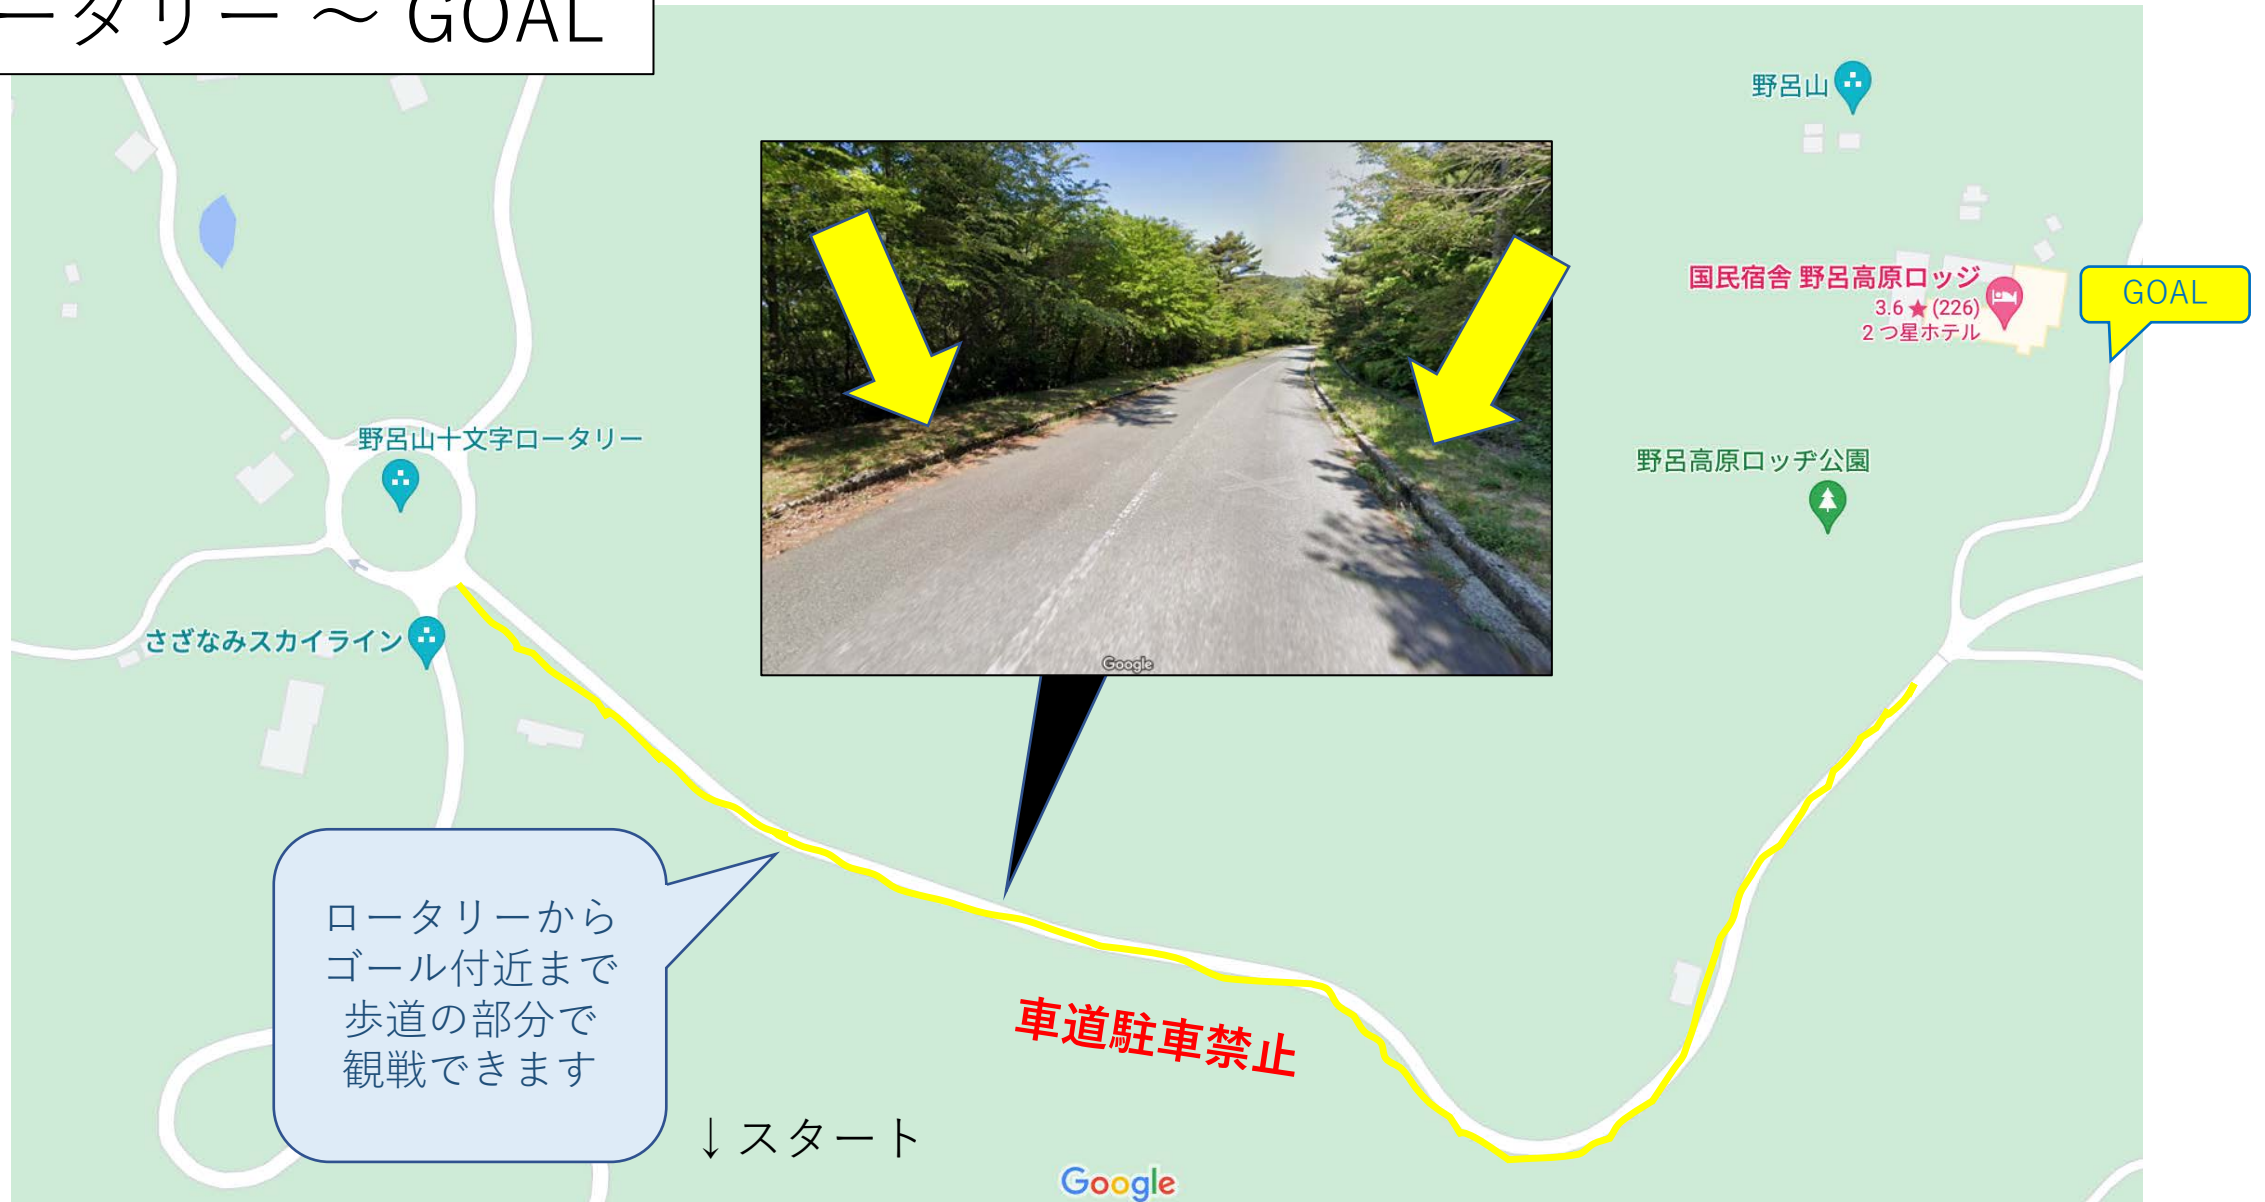 ータリー ～ GOAL
野呂山
国民宿舎 野呂高原ロッジ
3.6 ★ (226)
2 つ星ホテル
GOAL
野呂山十文字ロータリー
野呂高原ロッヂ公園
さざなみスカイライン
Google
ロータリーから
ゴール付近まで
歩道の部分で
観戦できます
車道駐車禁止
↓スタート
Google